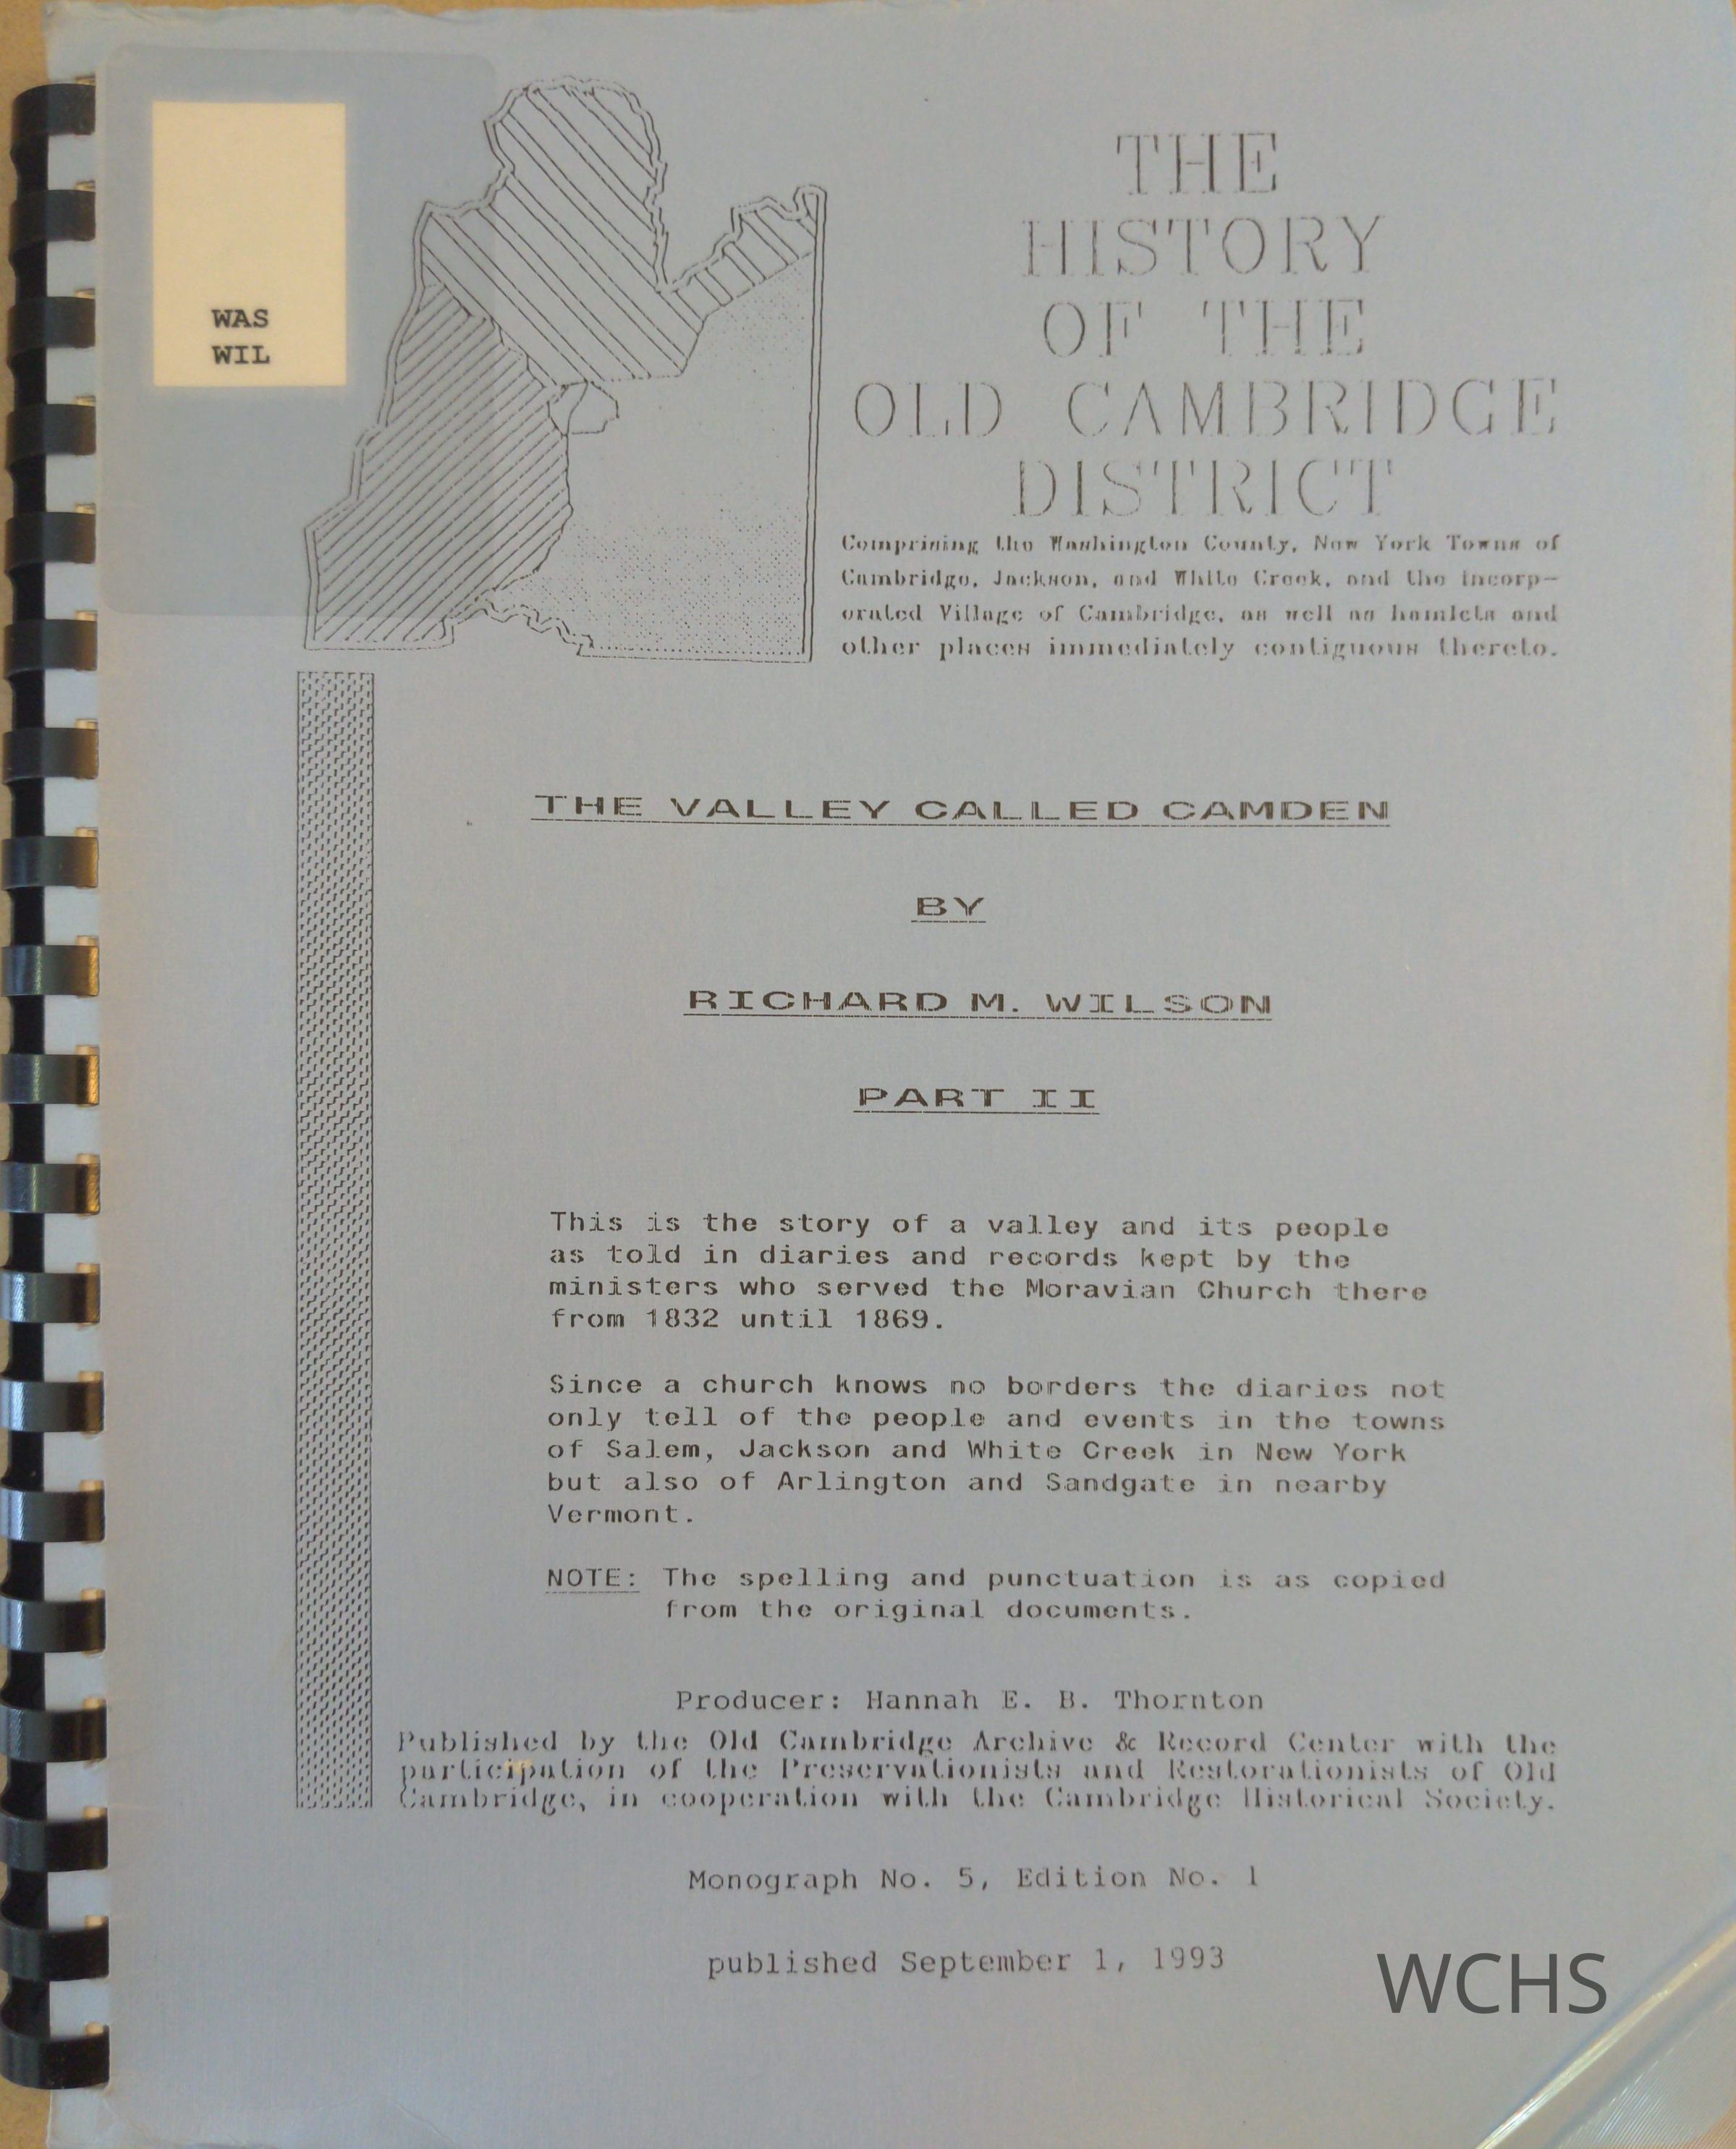 WAS
WIL
THE
HISTORY
OF THE
OLD CAMBRIDGE
DISTRICT
Comprising the Washington County, New York Towns of
Cambridge, Jackson, and White Creek, and the incorp-
orated Village of Cambridge, as well as hamlets and
other places immediately contiguous thereto.
THE VALLEY CALLED CAMDEN
BY
RICHARD M. WILSON
PART II
This is the story of a valley and its people
as told in diaries and records kept by the
ministers who served the Moravian Church there
from 1832 until 1869.
Since a church knows no borders the diaries not
only tell of the people and events in the towns
of Salem, Jackson and White Creek in New York
but also of Arlington and Sandgate in nearby
Vermont.
NOTE: The spelling and punctuation is as copied
from the original documents.
Producer: Hannah E. B. Thornton
Published by the Old Cambridge Archive & Record Center with the
participation of the Preservationists and Restorationists of Old
Cambridge, in cooperation with the Cambridge Historical Society.
Monograph No. 5, Edition No. 1
published September 1, 1993
WCHS